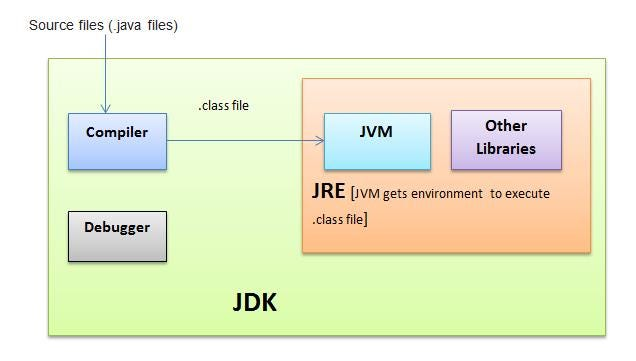 Source files (.java files)
.class file
Compiler
JVM
Other
Libraries
JRE [JVM gets environment to execute
.class file]
Debugger
JDK